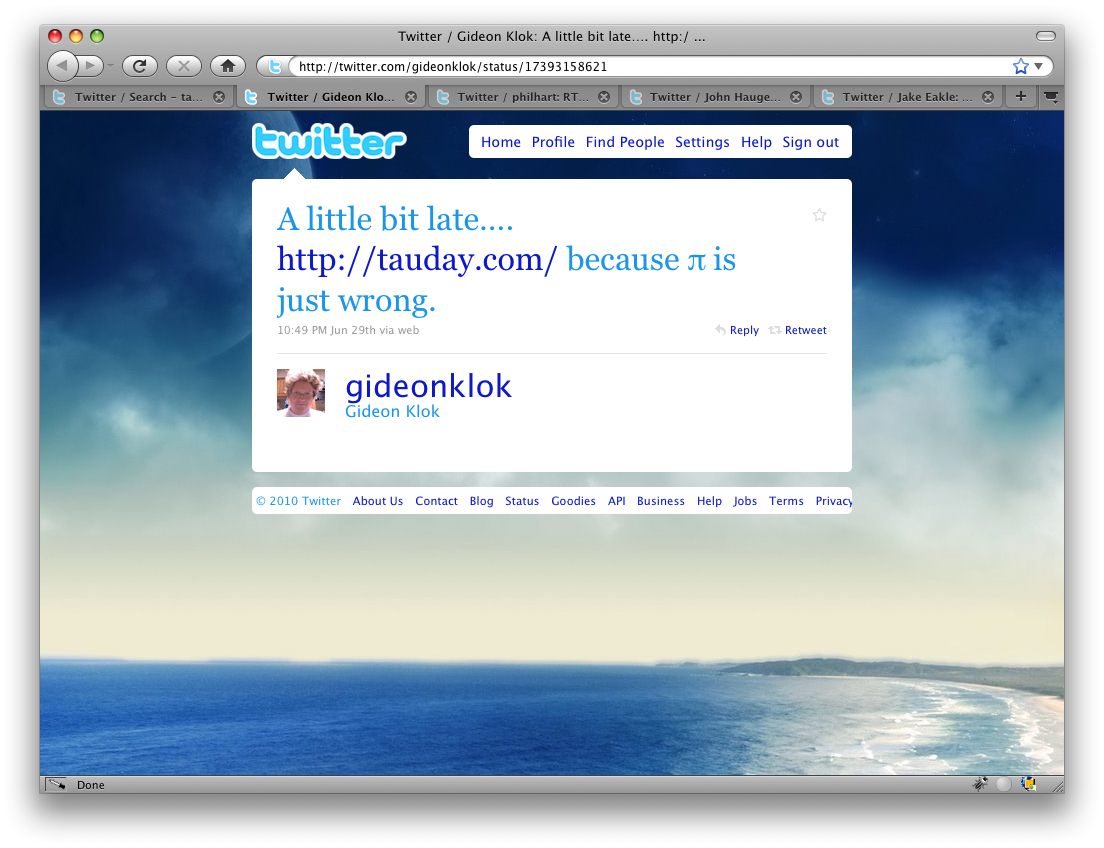 Twitter / Gideon Klok: A little bit late.... http:/ ...
http://twitter.com/gideonklok/status/17393158621
Twitter / Search – ta... Twitter / Gideon Klo... Twitter / philhart: RT... Twitter / John Hauge... Twitter / Jake Eakle: ...
twitter
Home Profile Find People Settings Help Sign out
A little bit late....
http://tauday.com/ because π is
just wrong.
10:49 PM Jun 29th via web Reply Retweet
gideonklok
Gideon Klok
© 2010 Twitter About Us Contact Blog Status Goodies API Business Help Jobs Terms Privacy
Done